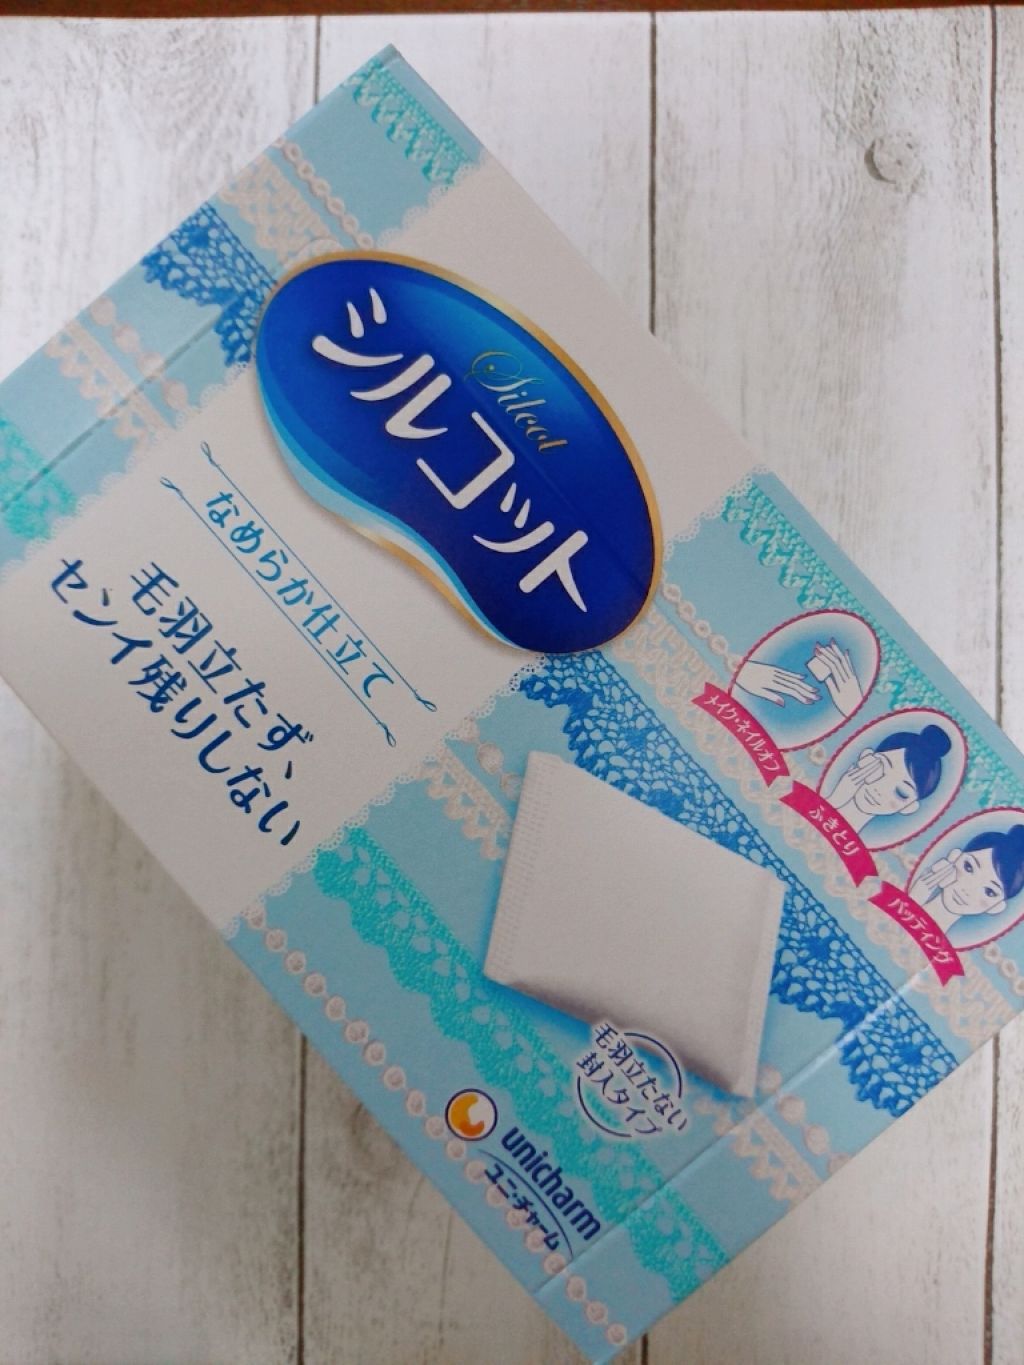 Silcot
シルコット
なめらか仕立て
毛羽立たず、
センイ残りしない
メイク・ネイルオフ
ふきとり
パッティング
毛羽立たない
封入タイプ
unicharm
ユニ・チャーム